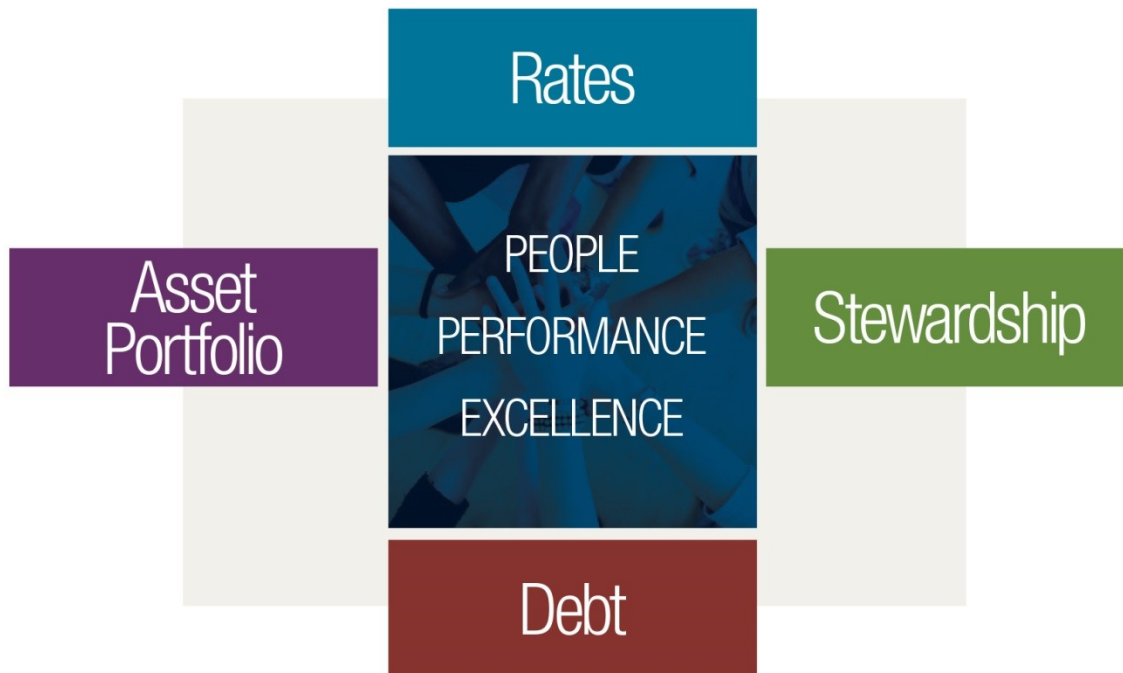 Rates
Asset
Portfolio
PEOPLE
PERFORMANCE
EXCELLENCE
Stewardship
Debt